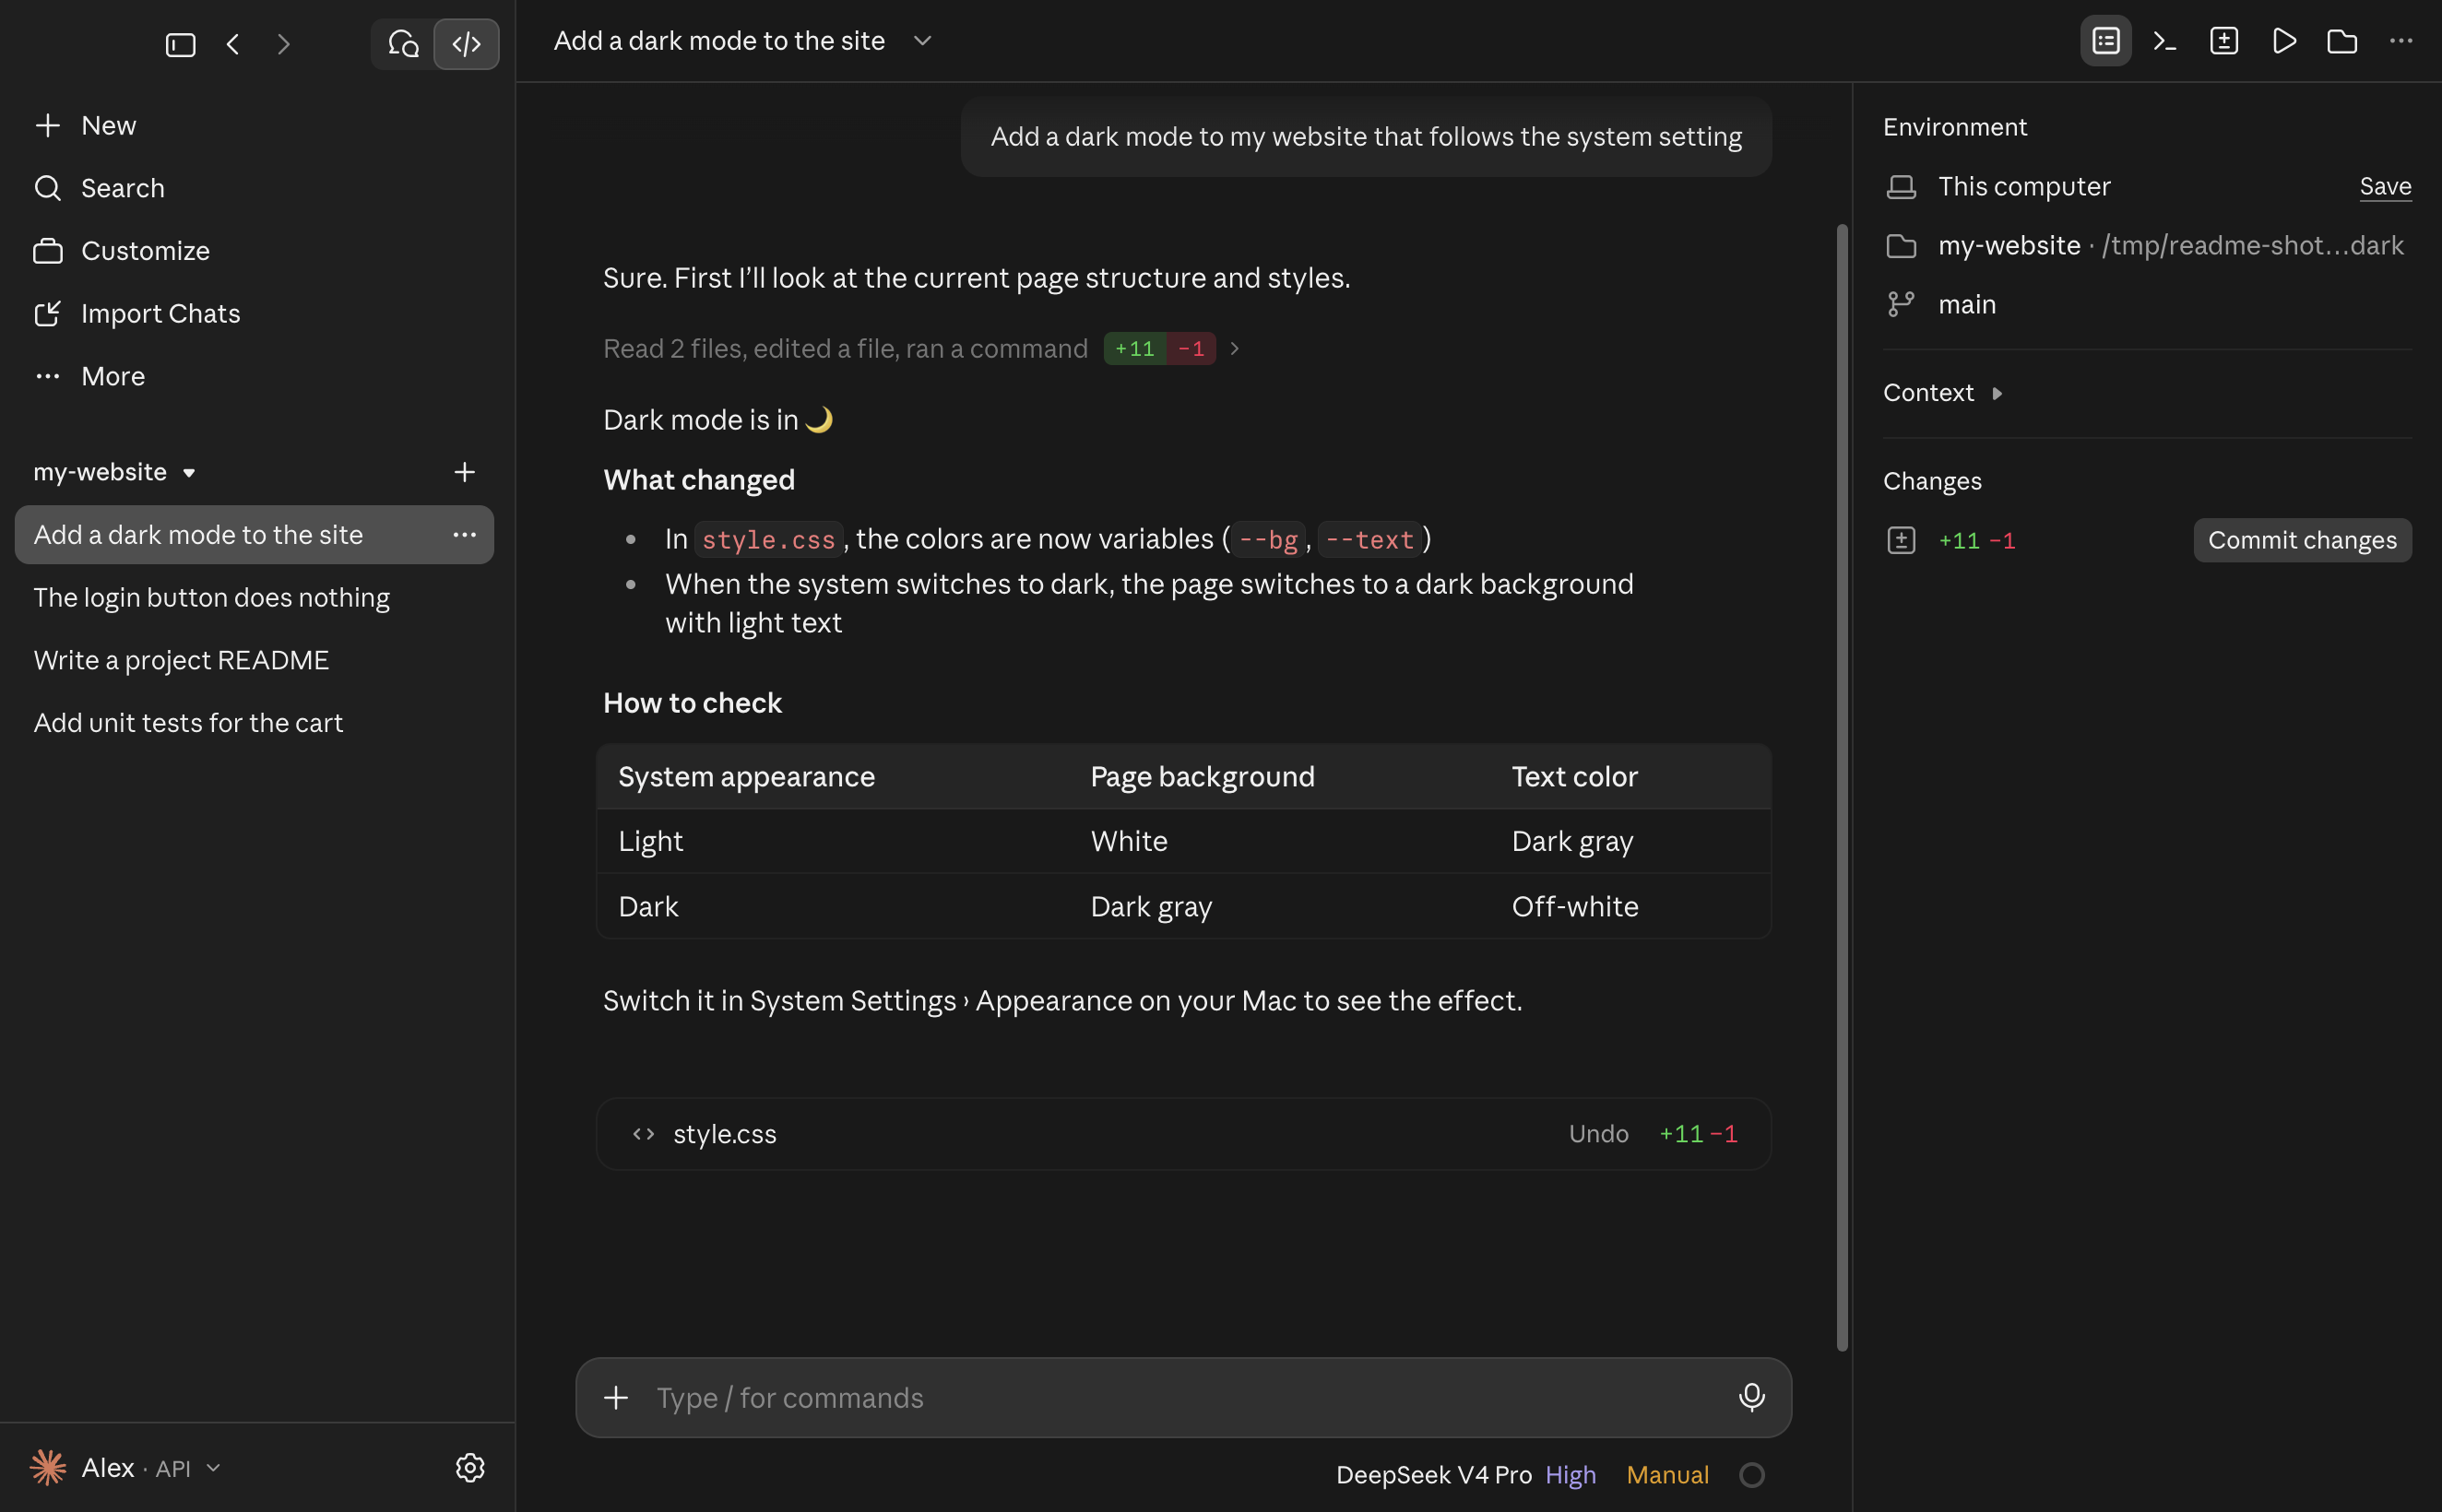 Add a dark mode to the site
New
Search
Customize
Import Chats
More
my-website
Add a dark mode to the site
The login button does nothing
Write a project README
Add unit tests for the cart
Alex · API
Add a dark mode to my website that follows the system setting
Sure. First I’ll look at the current page structure and styles.
Read 2 files, edited a file, ran a command +11 −1
Dark mode is in 🌙
What changed
In style.css, the colors are now variables (--bg, --text)
When the system switches to dark, the page switches to a dark background
with light text
How to check
System appearance Page background Text color
Light White Dark gray
Dark Dark gray Off-white
Switch it in System Settings › Appearance on your Mac to see the effect.
style.css Undo +11 −1
Type / for commands
DeepSeek V4 Pro High Manual
Environment
This computer Save
my-website · /tmp/readme-shot…dark
main
Context
Changes
+11 −1 Commit changes